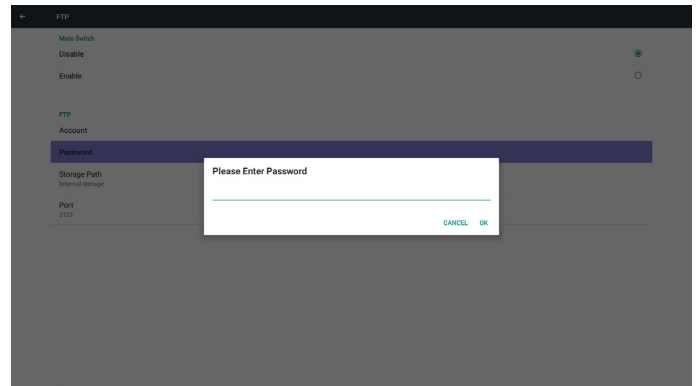 FTP
Main Switch
Disable
Enable
FTP
Account
Password
Storage Path
Internal storage
Port
2121
Please Enter Password
CANCEL OK